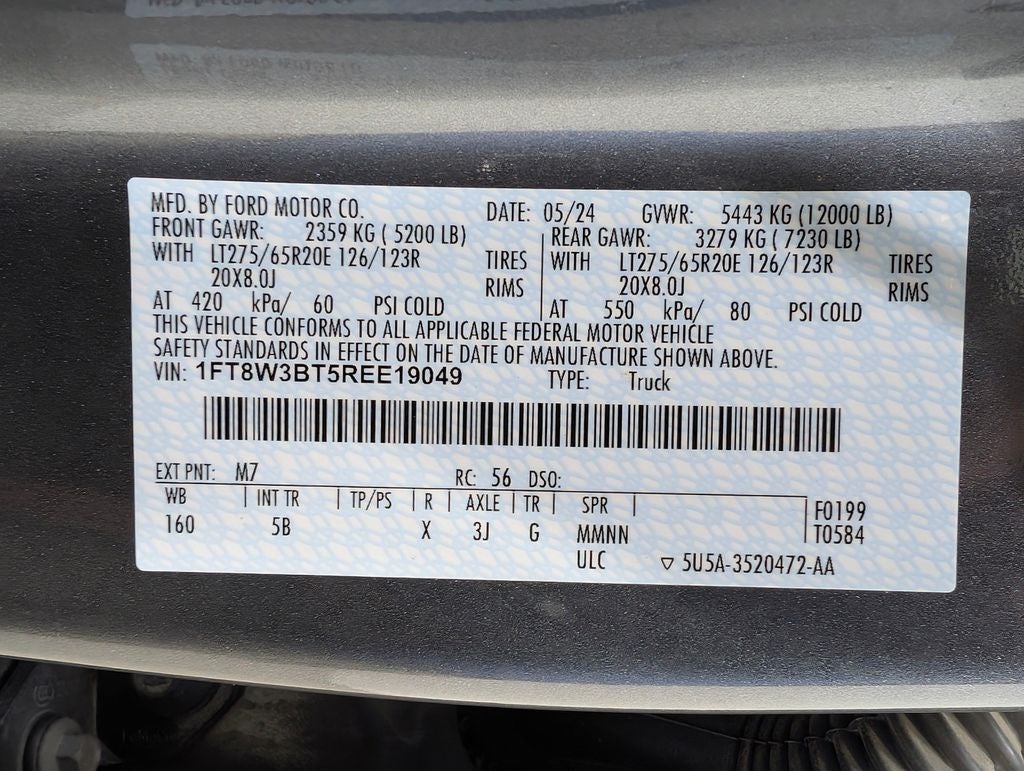 MFD. BY FORD MOTOR CO. DATE: 05/24 GVWR: 5443 KG (12000 LB)
FRONT GAWR: 2359 KG ( 5200 LB) REAR GAWR: 3279 KG ( 7230 LB)
WITH LT275/65R20E 126/123R TIRES WITH LT275/65R20E 126/123R TIRES
20X8.0J RIMS 20X8.0J RIMS
AT 420 kPa/ 60 PSI COLD AT 550 kPa/ 80 PSI COLD
THIS VEHICLE CONFORMS TO ALL APPLICABLE FEDERAL MOTOR VEHICLE
SAFETY STANDARDS IN EFFECT ON THE DATE OF MANUFACTURE SHOWN ABOVE.
VIN: 1FT8W3BT5REE19049 TYPE: Truck
EXT PNT: M7 RC: 56 DSO:
WB INT TR TP/PS R AXLE TR SPR F0199
160 5B X 3J G MMNN T0584
ULC ▽ 5U5A-3520472-AA